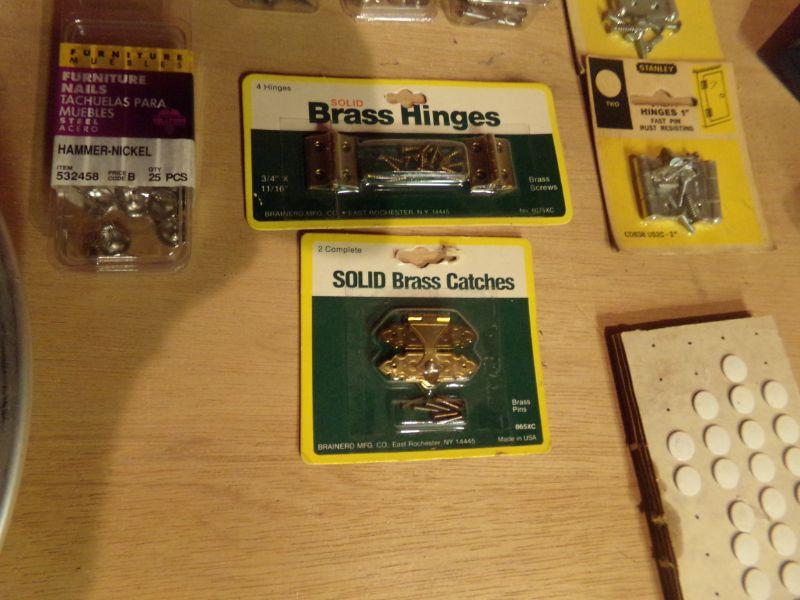 FURNITURE
MUEBLES
FURNITURE
NAILS
TACHUELAS PARA
MUEBLES
STEEL
ACERO
HAMMER-NICKEL
ITEM
532458
PRICE
CODE B
QTY
25 PCS
4 Hinges
SOLID
Brass Hinges
3/4" X
11/16"
Brass
Screws
BRAINERD MFG. CO. EAST ROCHESTER, N.Y. 14445
No.
STANLEY
TWO
HINGES 1"
FAST PIN
RUST RESISTING
2 Complete
SOLID Brass Catches
Brass
Pins
865XC
BRAINERD MFG. CO., East Rochester, NY 14445
Made in USA